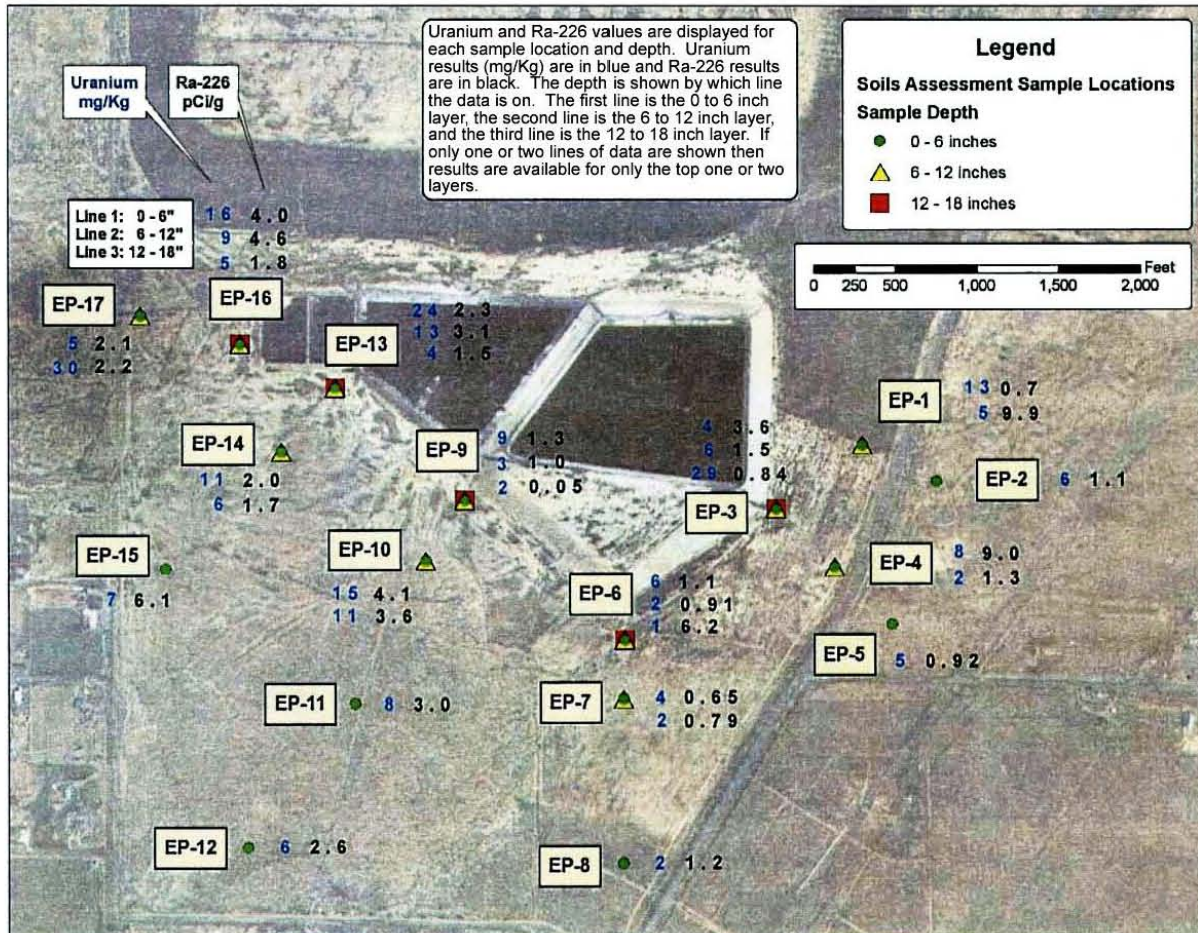 Uranium and Ra-226 values are displayed for
each sample location and depth. Uranium
results (mg/Kg) are in blue and Ra-226 results
are in black. The depth is shown by which line
the data is on. The first line is the 0 to 6 inch
layer, the second line is the 6 to 12 inch layer,
and the third line is the 12 to 18 inch layer. If
only one or two lines of data are shown then
results are available for only the top one or two
layers.
Legend
Soils Assessment Sample Locations
Sample Depth
0 - 6 inches
6 - 12 inches
12 - 18 inches
Feet
0 250 500 1,000 1,500 2,000
Uranium
mg/Kg
Ra-226
pCi/g
Line 1: 0 - 6"
Line 2: 6 - 12"
Line 3: 12 - 18"
16 4.0
9 4.6
5 1.8
EP-16
EP-17
5 2.1
30 2.2
EP-13
24 2.3
13 3.1
4 1.5
EP-14
11 2.0
6 1.7
EP-9
9 1.3
3 1.0
2 0.05
EP-3
4 3.6
6 1.5
29 0.84
EP-1
13 0.7
5 9.9
EP-2
6 1.1
EP-4
8 9.0
2 1.3
EP-5
5 0.92
EP-15
7 6.1
EP-10
15 4.1
11 3.6
EP-6
6 1.1
2 0.91
1 6.2
EP-7
4 0.65
2 0.79
EP-11
8 3.0
EP-12
6 2.6
EP-8
2 1.2